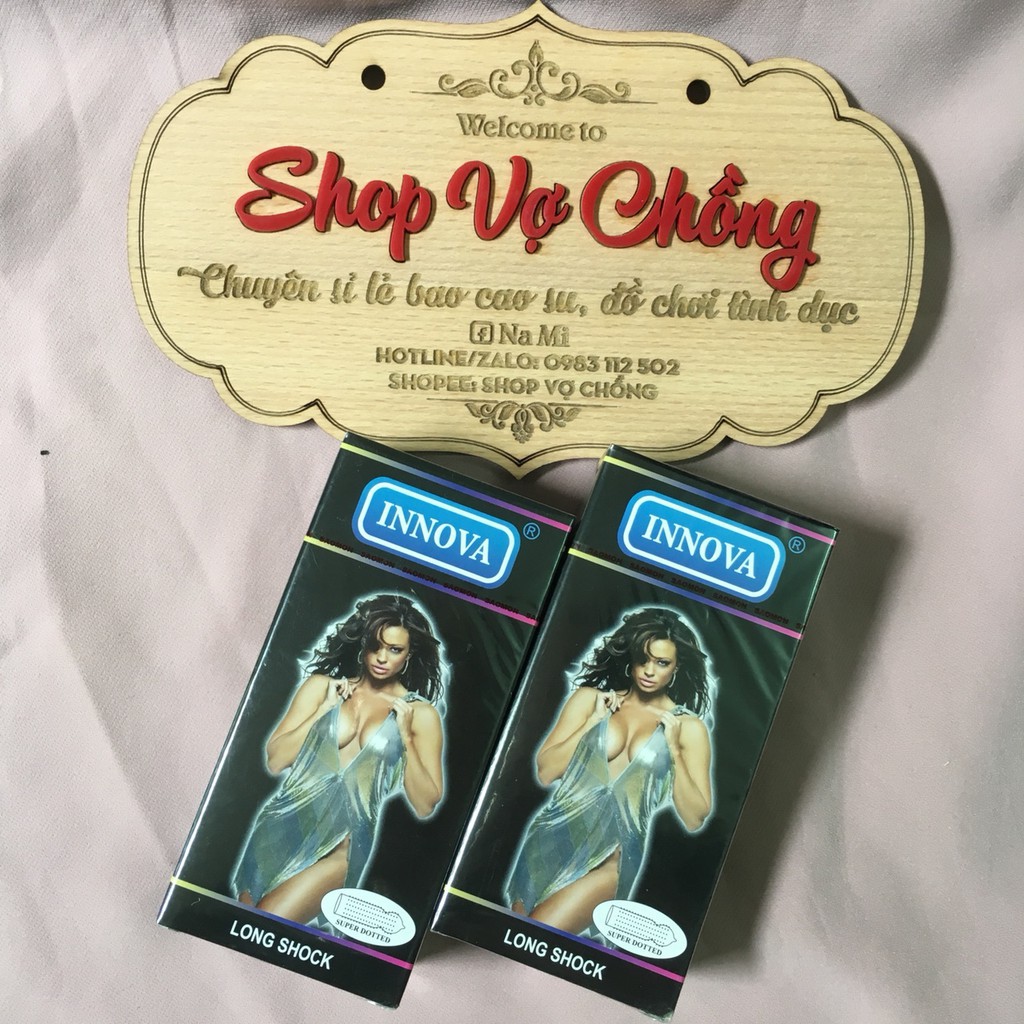 Welcome to
Shop Vợ Chồng
Chuyên sỉ lẻ bao cao su, đồ chơi tình dục
Na Mi
HOTLINE/ZALO: 0983 112 502
SHOPEE: SHOP VỢ CHỒNG
INNOVA ®
SUPER DOTTED
LONG SHOCK
INNOVA ®
SUPER DOTTED
LONG SHOCK